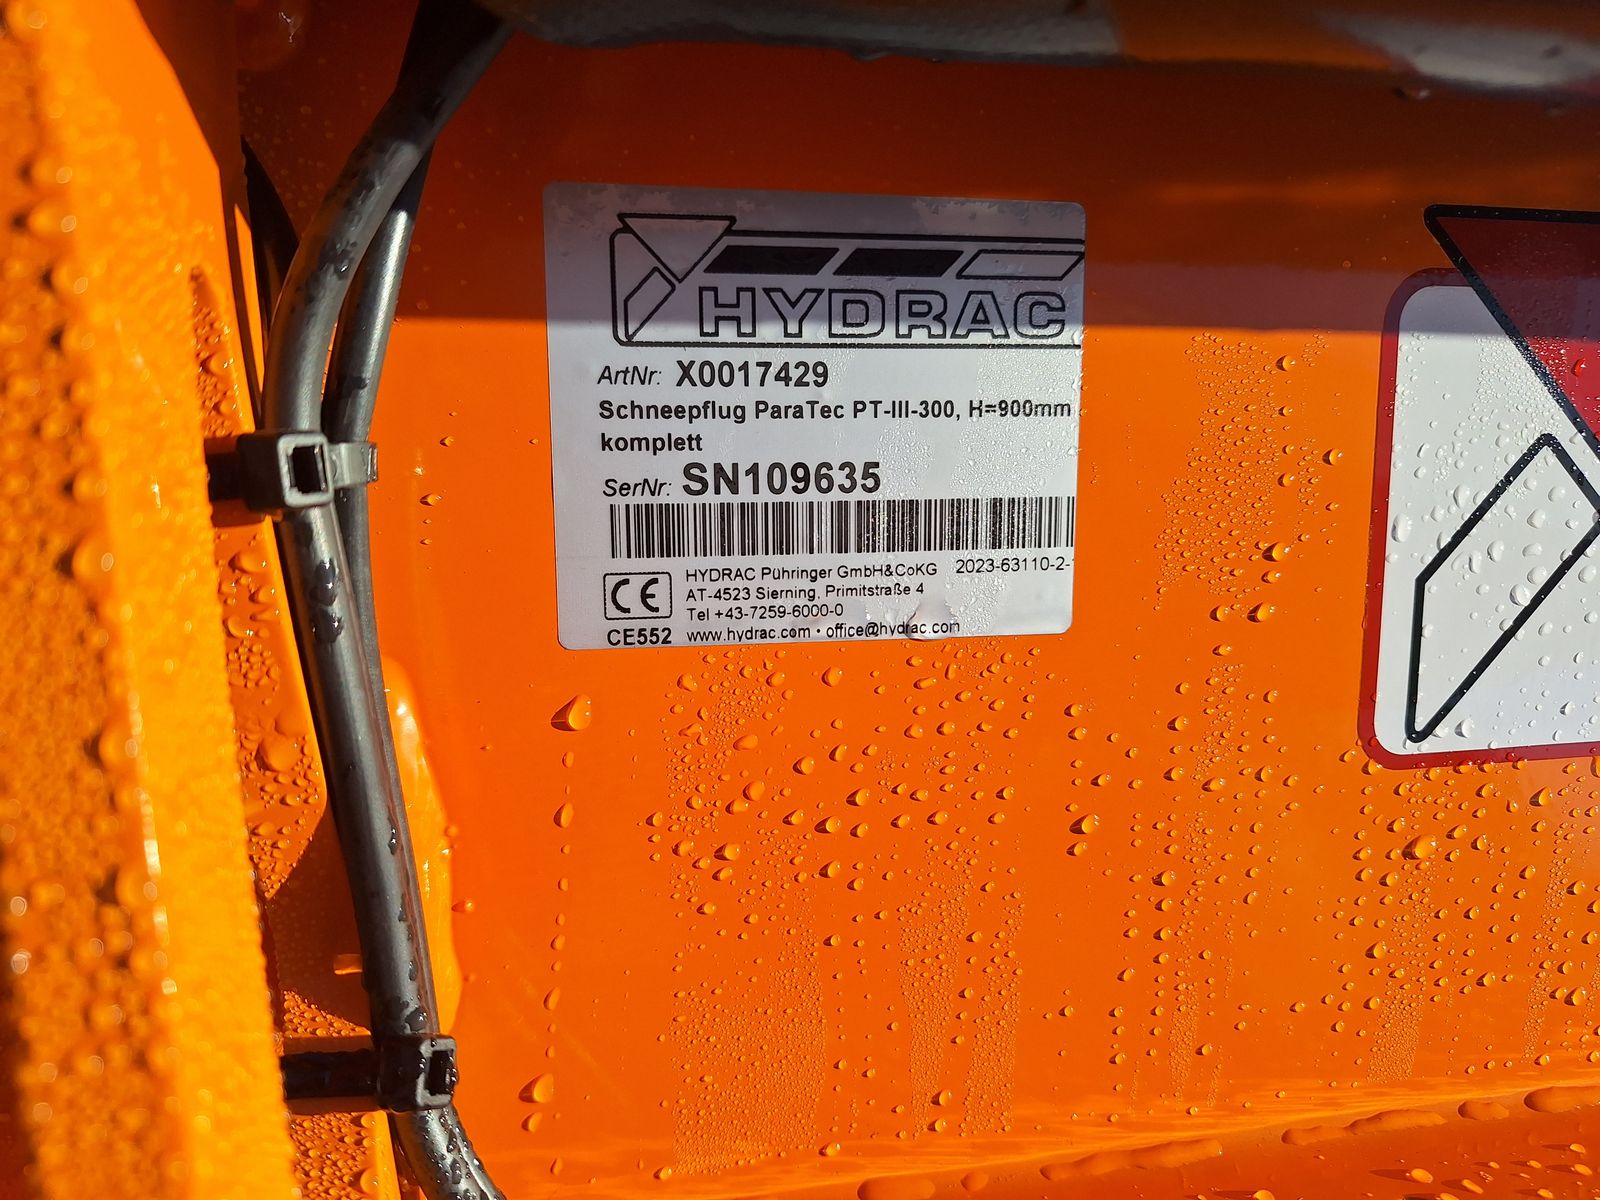 HYDRAC
ArtNr: X0017429
Schneepflug ParaTec PT-III-300, H=900mm
komplett
SerNr: SN109635
CE HYDRAC Pühringer GmbH&CoKG 2023-63110-2-
AT-4523 Sierning, Primitstraße 4
Tel +43-7259-6000-0
CE552 www.hydrac.com • office@hydrac.com